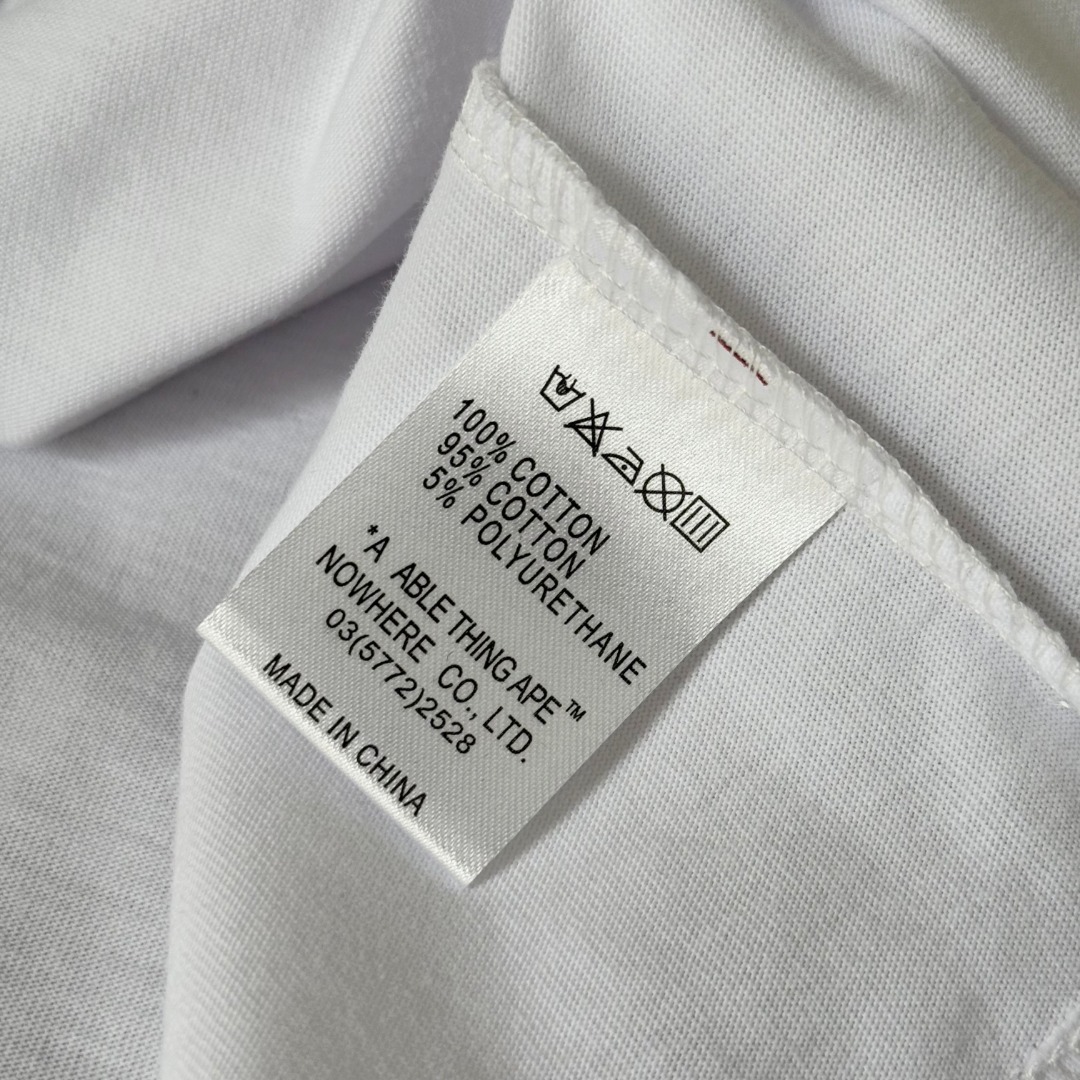 100% COTTON
95% COTTON
5% POLYURETHANE
*A ABLE THING APE™
NOWHERE CO., LTD.
03(5772)2528
MADE IN CHINA